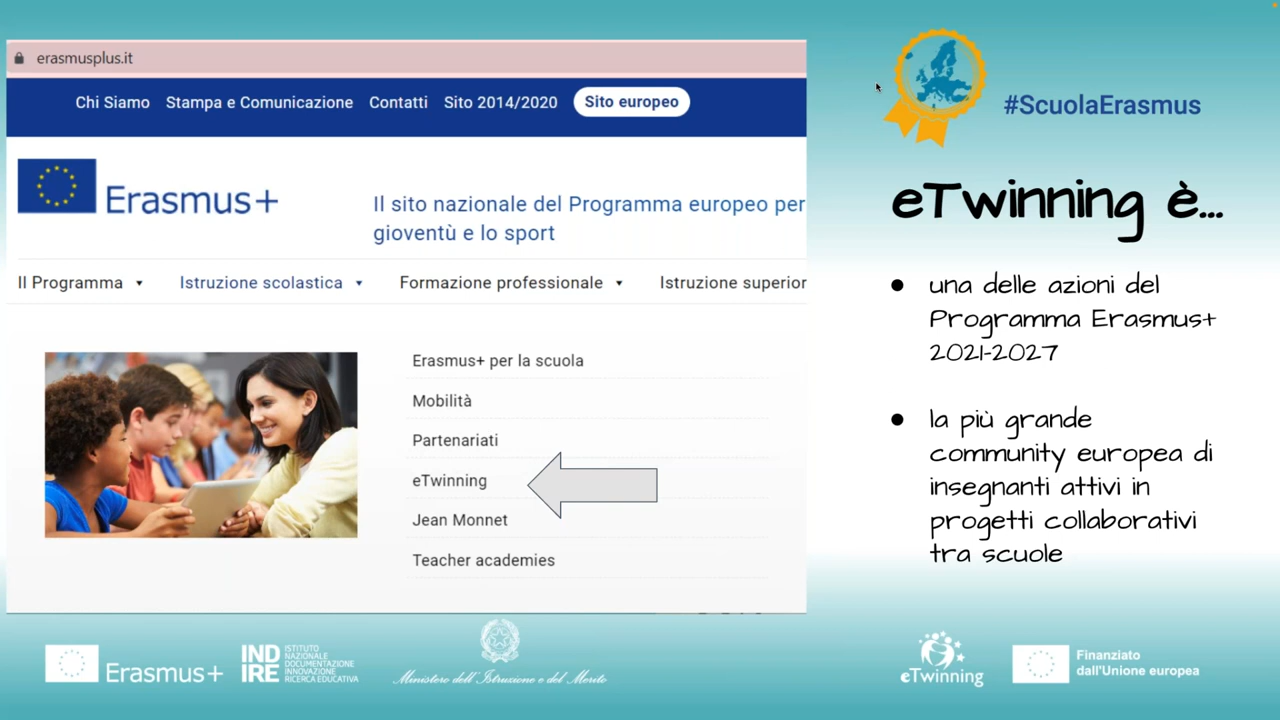 erasmusplus.it
Chi Siamo Stampa e Comunicazione Contatti Sito 2014/2020 Sito europeo
Erasmus+
Il sito nazionale del Programma europeo per
gioventù e lo sport
Il Programma Istruzione scolastica Formazione professionale Istruzione superior
Erasmus+ per la scuola
Mobilità
Partenariati
eTwinning
Jean Monnet
Teacher academies
#ScuolaErasmus
eTwinning è...
una delle azioni del
Programma Erasmus+
2021-2027
la più grande
community europea di
insegnanti attivi in
progetti collaborativi
tra scuole
Erasmus+
IND
IRE
ISTITUTO
NAZIONALE
DOCUMENTAZIONE
INNOVAZIONE
RICERCA EDUCATIVA
Ministero dell'Istruzione e del Merito
eTwinning
Finanziato
dall'Unione europea